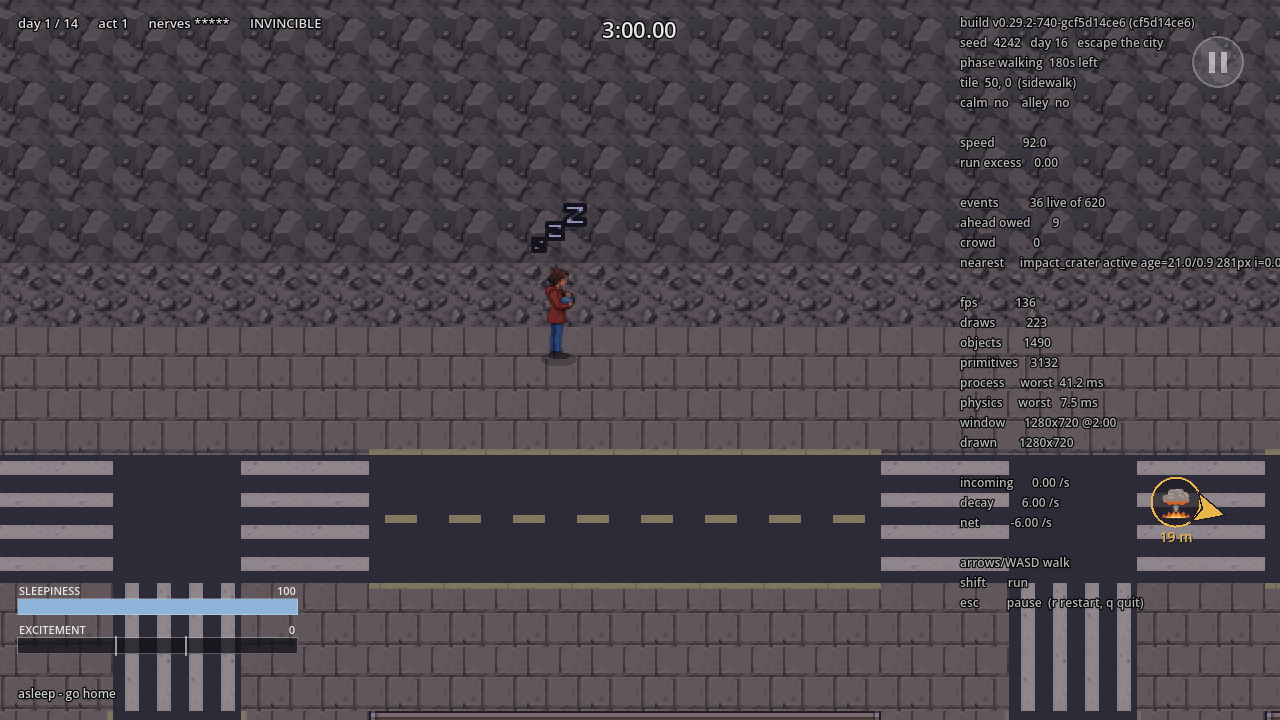 day 1 / 14 act 1 nerves ***** INVINCIBLE
3:00.00
build v0.29.2-740-gcf5d14ce6 (cf5d14ce6)
seed 4242 day 16 escape the city
phase walking 180s left
tile 50, 0 (sidewalk)
calm no alley no
speed 92.0
run excess 0.00
events 36 live of 620
ahead owed 9
crowd 0
nearest impact_crater active age=21.0/0.9 281px i=0.0
fps 136
draws 223
objects 1490
primitives 3132
process worst 41.2 ms
physics worst 7.5 ms
window 1280x720 @2.00
drawn 1280x720
incoming 0.00 /s
decay 6.00 /s
net -6.00 /s
19 m
arrows/WASD walk
shift run
esc pause (r restart, q quit)
SLEEPINESS 100
EXCITEMENT 0
asleep - go home